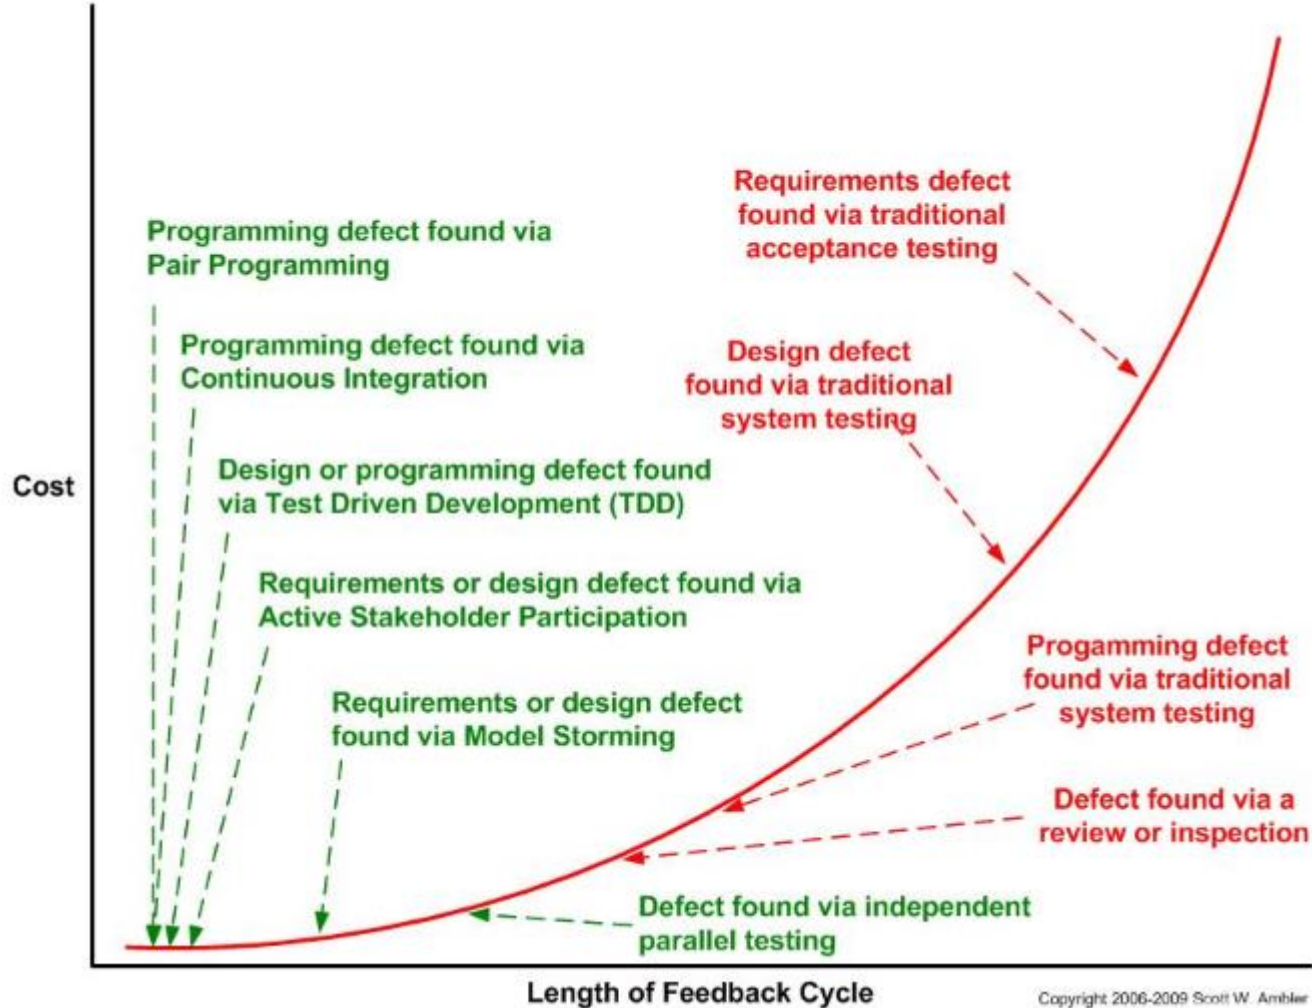 Programming defect found via
Pair Programming
Programming defect found via
Continuous Integration
Design or programming defect found
via Test Driven Development (TDD)
Requirements or design defect found via
Active Stakeholder Participation
Requirements or design defect
found via Model Storming
Defect found via independent
parallel testing
Requirements defect
found via traditional
acceptance testing
Design defect
found via traditional
system testing
Progamming defect
found via traditional
system testing
Defect found via a
review or inspection
Cost
Length of Feedback Cycle
Copyright 2006-2009 Scott W. Ambler